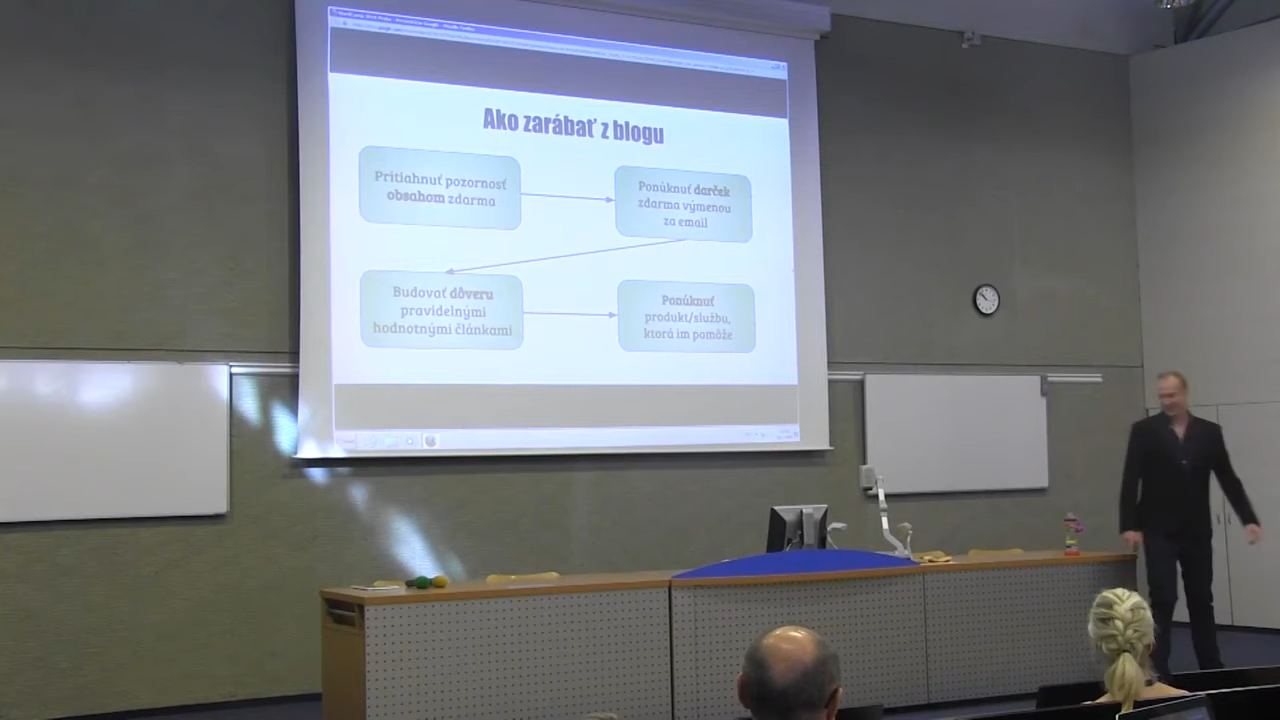 Ako zarábať z blogu
Pritiahnuť pozornosť
obsahom zdarma
Ponúknuť darček
zdarma výmenou
za email
Budovať dôveru
pravidelnými
hodnotnými článkami
Ponúknuť
produkt/službu,
ktorá im pomôže